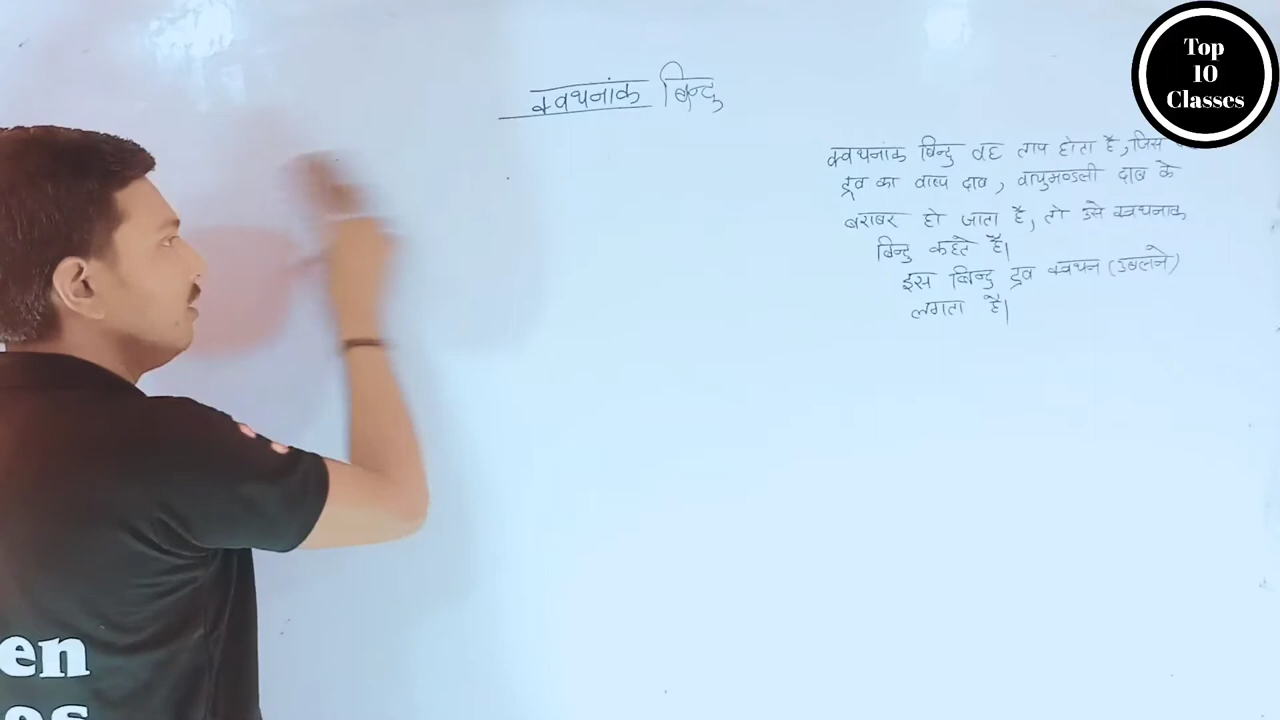 क्वथनांक बिन्दु
क्वथनांक बिन्दु वह ताप होता है, जिस
द्रव का वाष्प दाब, वायुमण्डली दाब के
बराबर हो जाता है, तो उसे क्वथनाक
बिन्दु कहते हैं।
इस बिन्दु द्रव क्वथन (उबलने)
लगता है।
Top
10
Classes
en
es